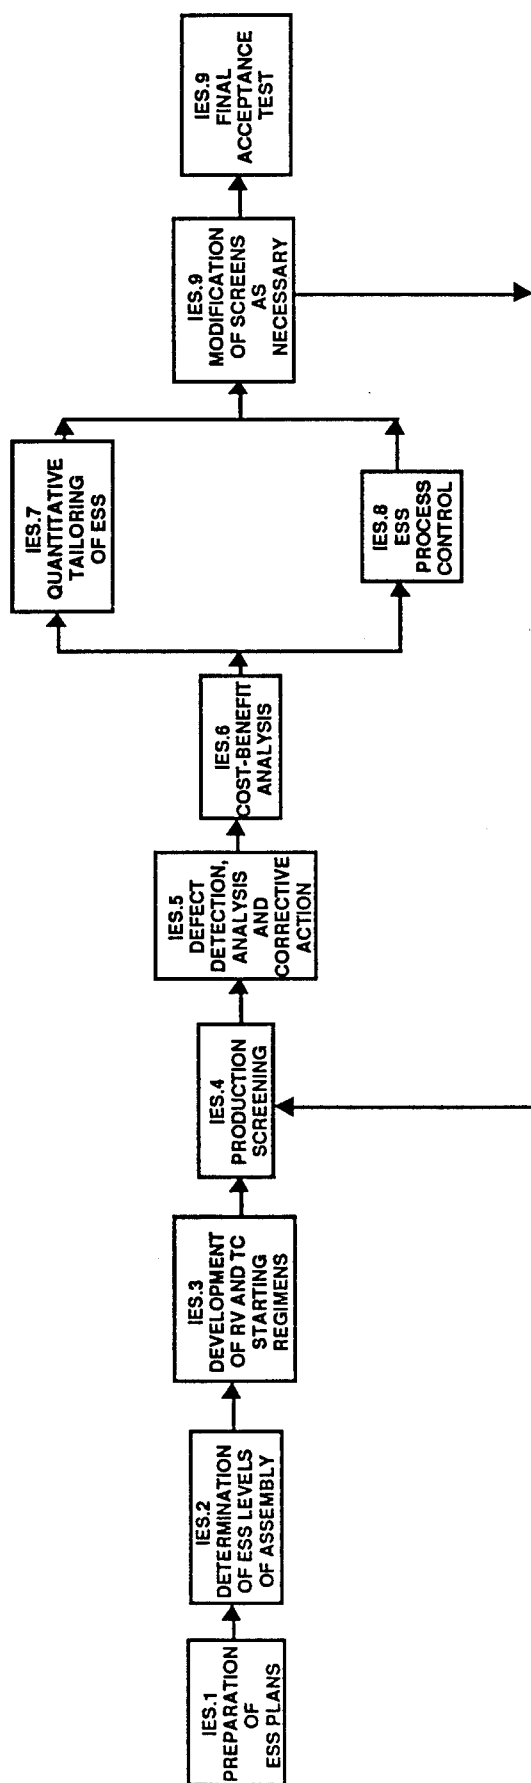 IES.1
PREPARATION
OF
ESS PLANS
IES.2
DETERMINATION
OF ESS LEVELS
OF ASSEMBLY
IES.3
DEVELOPMENT
OF RV AND TC
STARTING
REGIMENS
IES.4
PRODUCTION
SCREENING
IES.5
DEFECT
DETECTION,
ANALYSIS
AND
CORRECTIVE
ACTION
IES.6
COST-BENEFIT
ANALYSIS
IES.7
QUANTITATIVE
TAILORING
OF ESS
IES.8
ESS
PROCESS
CONTROL
IES.9
MODIFICATION
OF SCREENS
AS
NECESSARY
IES.9
FINAL
ACCEPTANCE
TEST